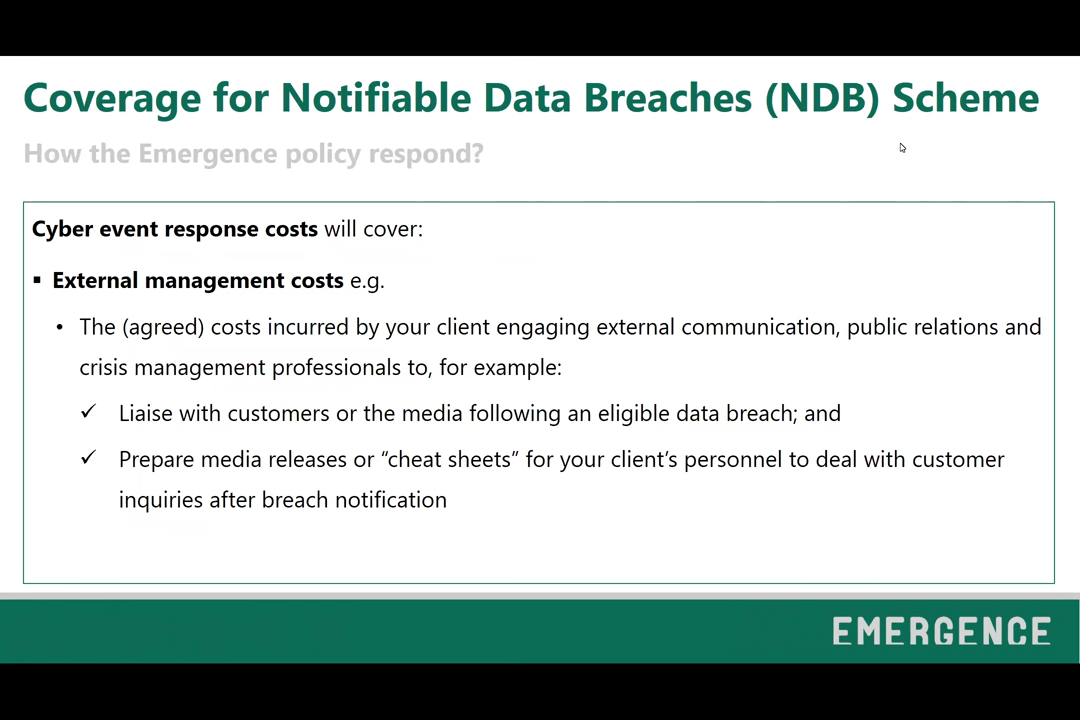 Coverage for Notifiable Data Breaches (NDB) Scheme
How the Emergence policy respond?
Cyber event response costs will cover:
▪ External management costs e.g.
• The (agreed) costs incurred by your client engaging external communication, public relations and
crisis management professionals to, for example:
✓ Liaise with customers or the media following an eligible data breach; and
✓ Prepare media releases or “cheat sheets” for your client’s personnel to deal with customer
inquiries after breach notification
EMERGENCE